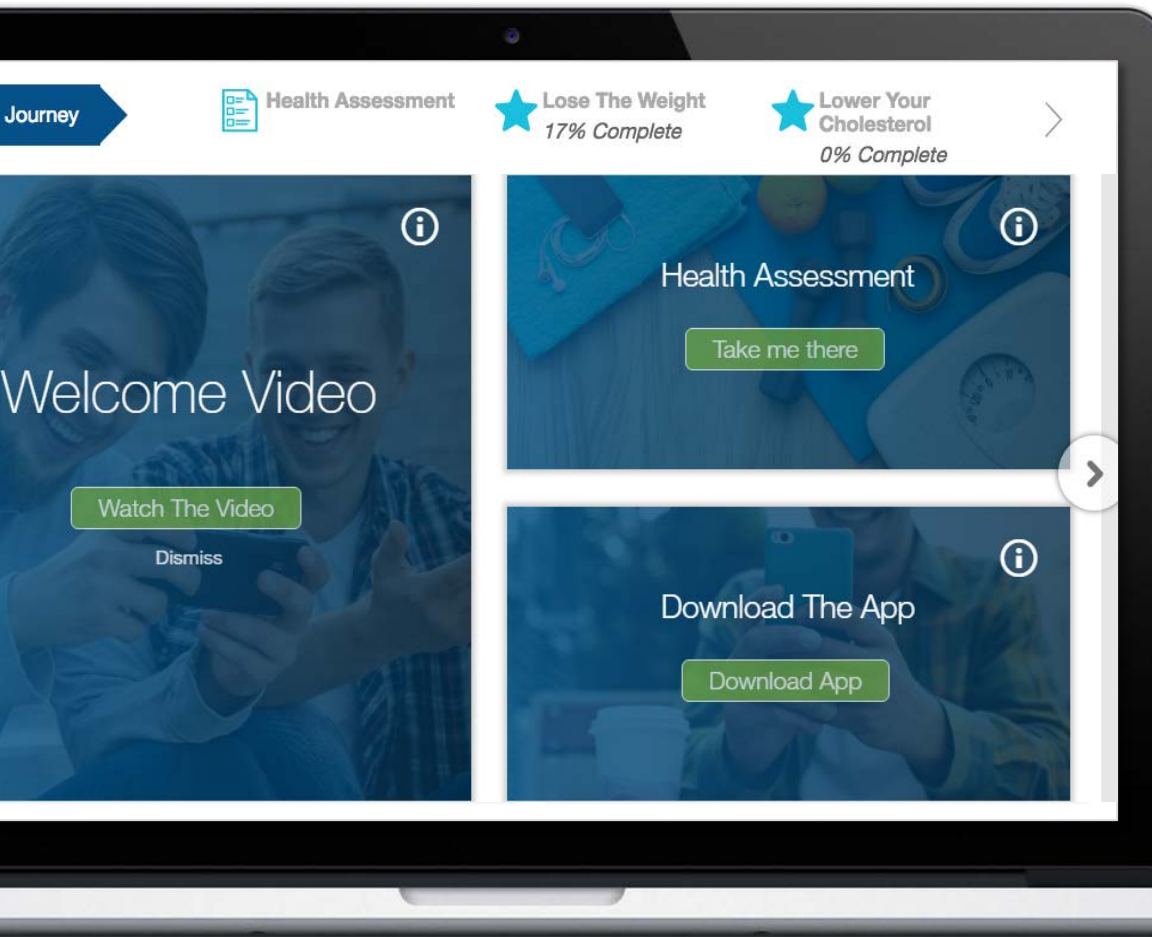 Journey
Health Assessment
Lose The Weight
17% Complete
Lower Your
Cholesterol
0% Complete
Welcome Video
Watch The Video
Dismiss
Health Assessment
Take me there
Download The App
Download App